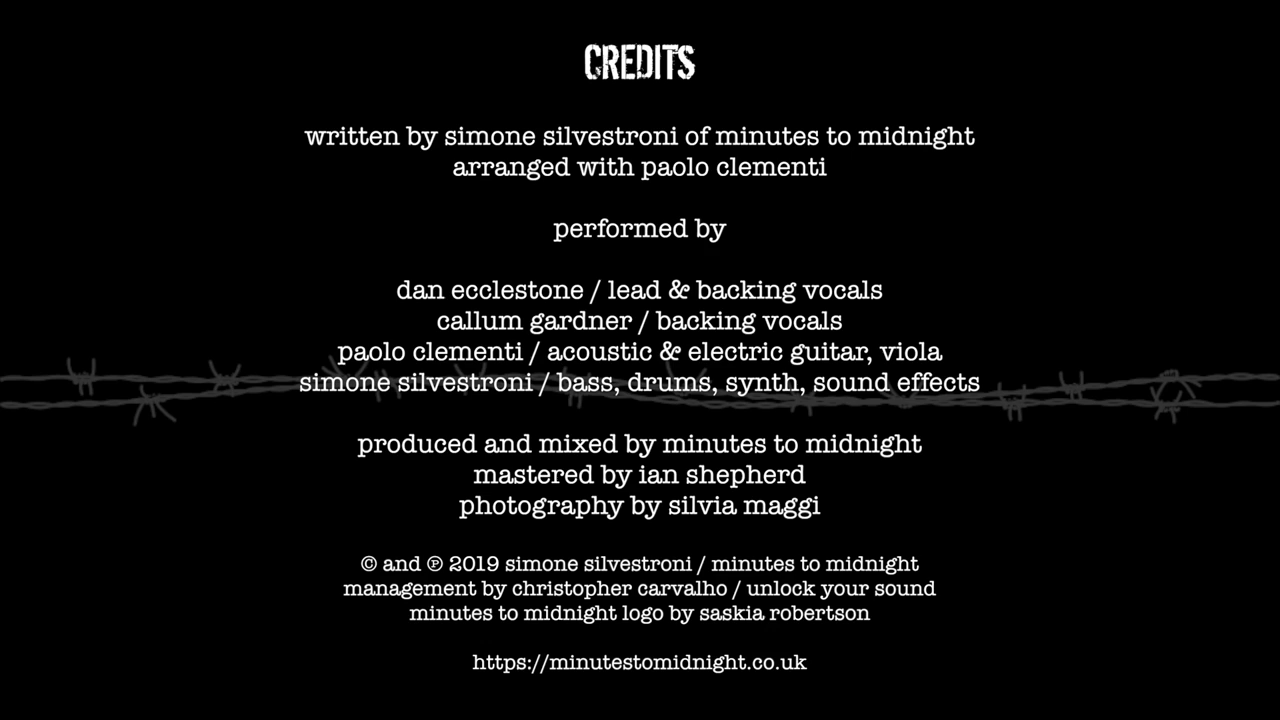 CREDITS
written by simone silvestroni of minutes to midnight
arranged with paolo clementi
performed by
dan ecclestone / lead & backing vocals
callum gardner / backing vocals
paolo clementi / acoustic & electric guitar, viola
simone silvestroni / bass, drums, synth, sound effects
produced and mixed by minutes to midnight
mastered by ian shepherd
photography by silvia maggi
© and ℗ 2019 simone silvestroni / minutes to midnight
management by christopher carvalho / unlock your sound
minutes to midnight logo by saskia robertson
https://minutestomidnight.co.uk